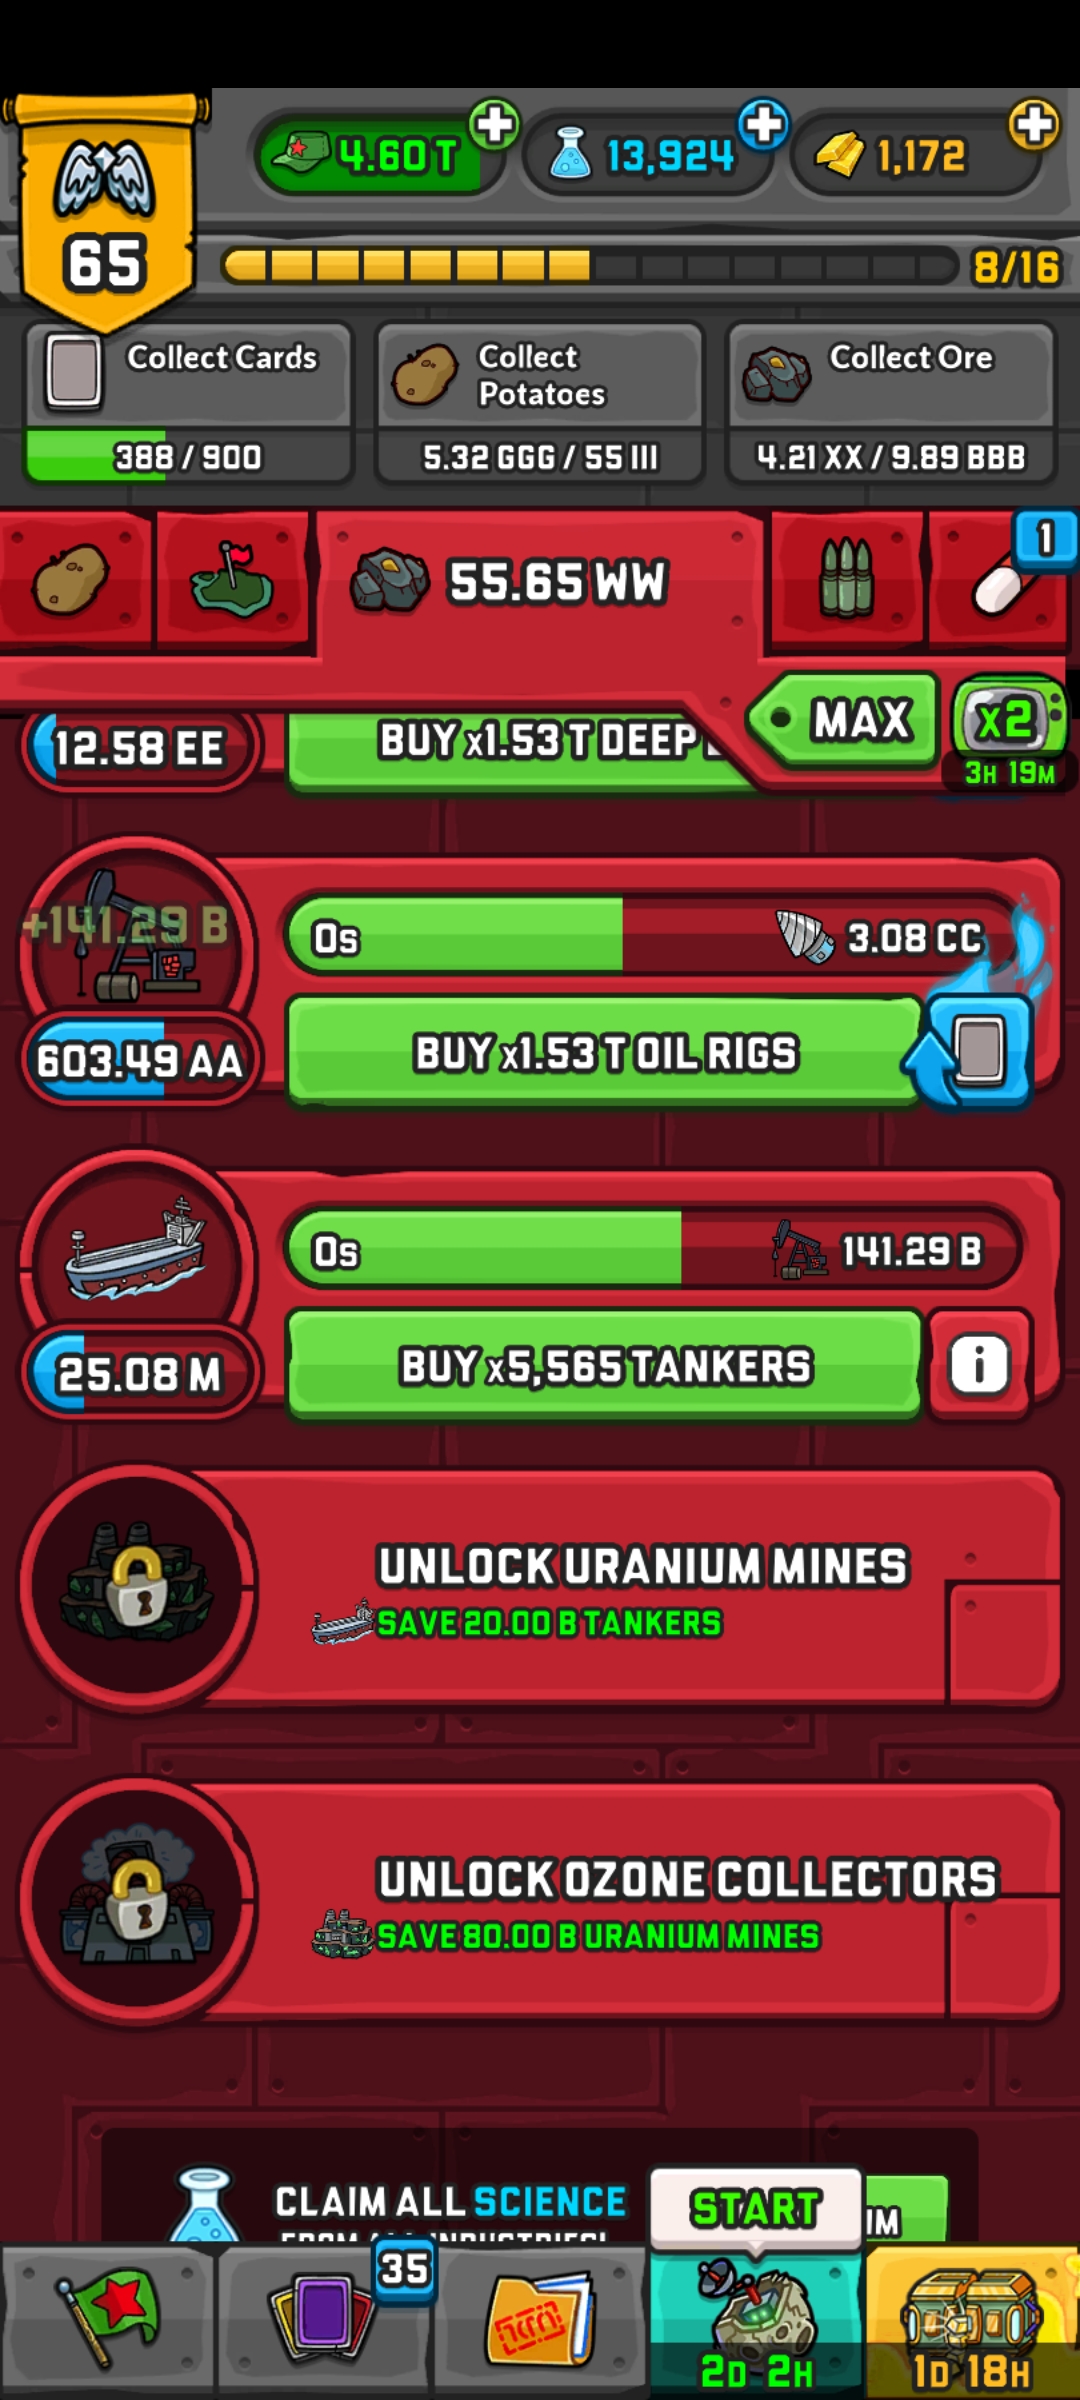 4.60 T
13,924
1,172
65
8/16
Collect Cards
388 / 900
Collect
Potatoes
5.32 GGG / 55 III
Collect Ore
4.21 XX / 9.89 BBB
55.65 WW
1
MAX
x2
3H 19M
12.58 EE
BUY x1.53 T DEEP
+141.29 B
0s
3.08 CC
603.49 AA
BUY x1.53 T OIL RIGS
0s
141.29 B
25.08 M
BUY x5,565 TANKERS
i
UNLOCK URANIUM MINES
SAVE 20.00 B TANKERS
UNLOCK OZONE COLLECTORS
SAVE 80.00 B URANIUM MINES
CLAIM ALL SCIENCE
FROM ALL INDUSTRIES!
START
35
2D 2H
1D 18H